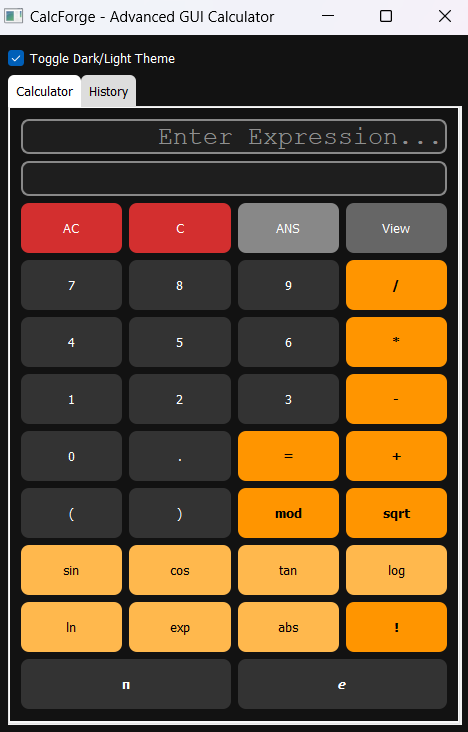 CalcForge - Advanced GUI Calculator
Toggle Dark/Light Theme
Calculator History
Enter Expression...
AC C ANS View
7 8 9 /
4 5 6 *
1 2 3 -
0 . = +
( ) mod sqrt
sin cos tan log
ln exp abs !
π e